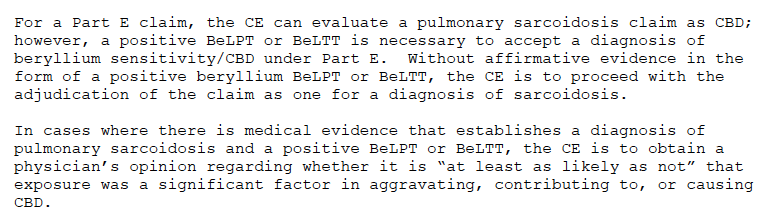 For a Part E claim, the CE can evaluate a pulmonary sarcoidosis claim as CBD;
however, a positive BeLPT or BeLTT is necessary to accept a diagnosis of
beryllium sensitivity/CBD under Part E.  Without affirmative evidence in the
form of a positive beryllium BeLPT or BeLTT, the CE is to proceed with the
adjudication of the claim as one for a diagnosis of sarcoidosis.

In cases where there is medical evidence that establishes a diagnosis of
pulmonary sarcoidosis and a positive BeLPT or BeLTT, the CE is to obtain a
physician’s opinion regarding whether it is “at least as likely as not” that
exposure was a significant factor in aggravating, contributing to, or causing
CBD.